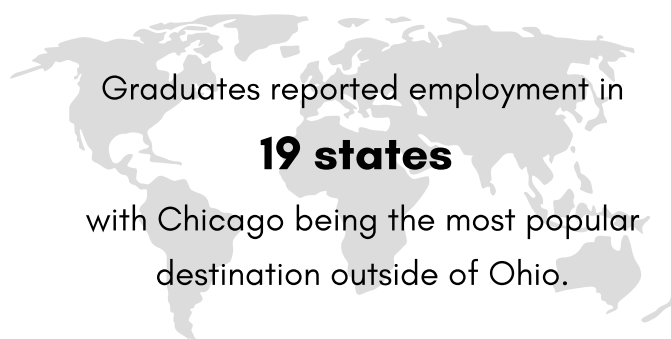 Graduates reported employment in
19 states
with Chicago being the most popular
destination outside of Ohio.